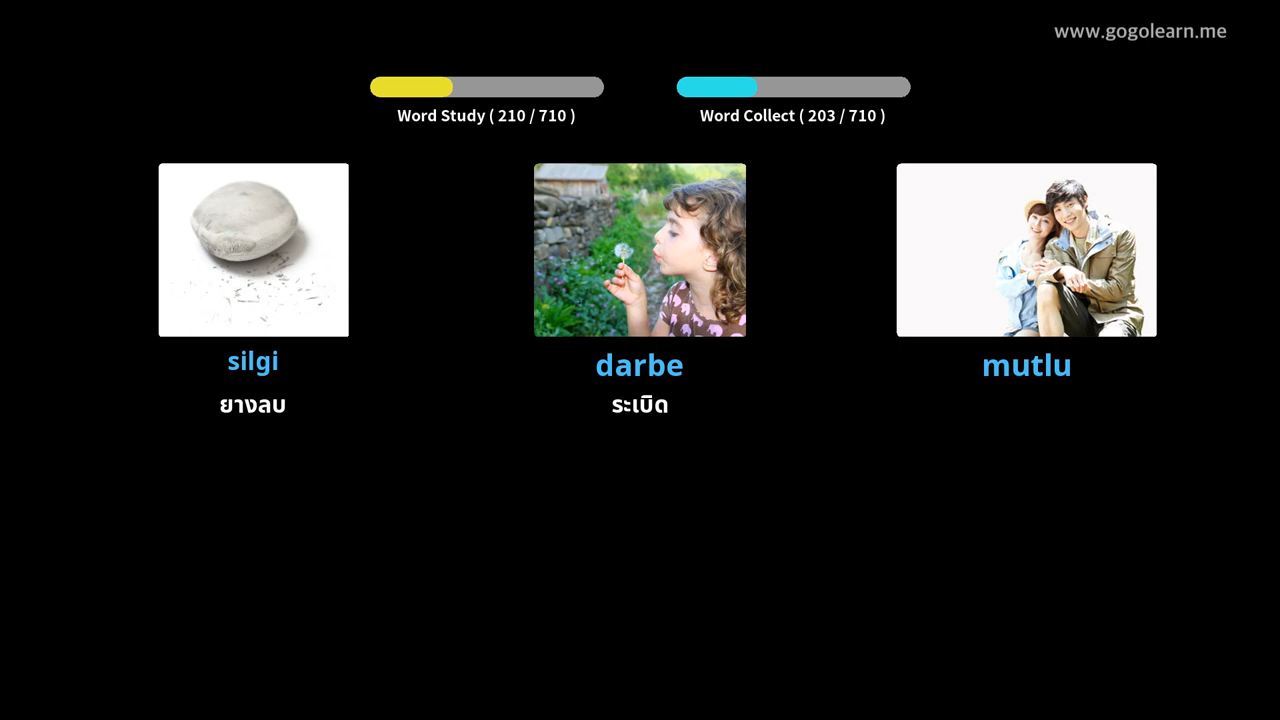 www.gogolearn.me
Word Study ( 210 / 710 )
Word Collect ( 203 / 710 )
silgi
darbe
mutlu
ยางลบ
ระเบิด